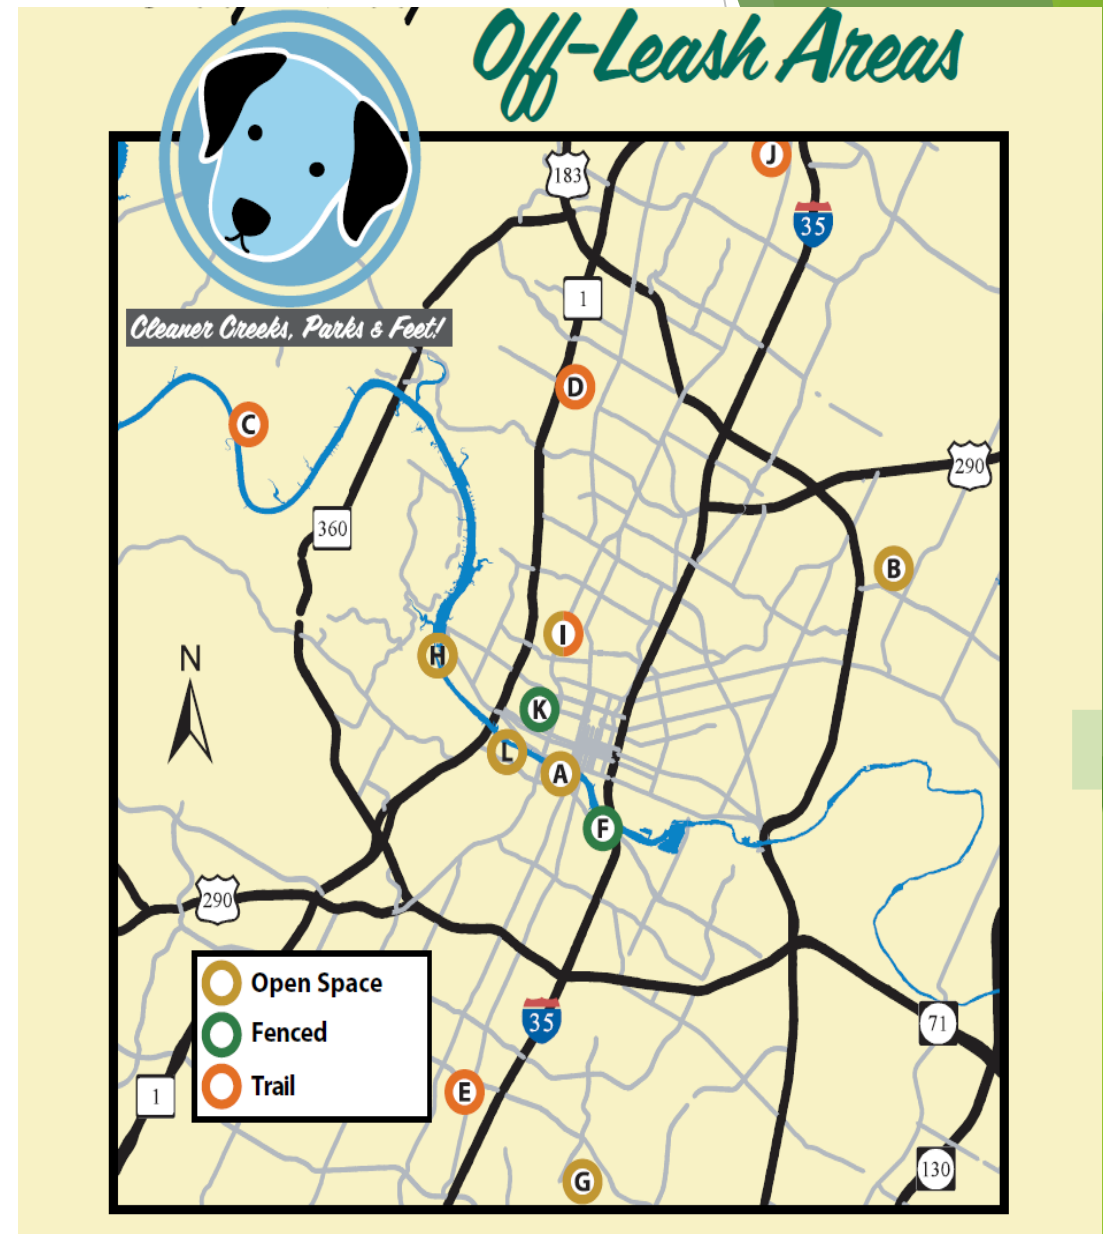 Off-Leash Areas
J
183
35
1
Cleaner Creeks, Parks & Feet!
D
C
290
360
B
I
N
H
K
L
A
F
290
Open Space
35
71
Fenced
Trail
1
E
130
G